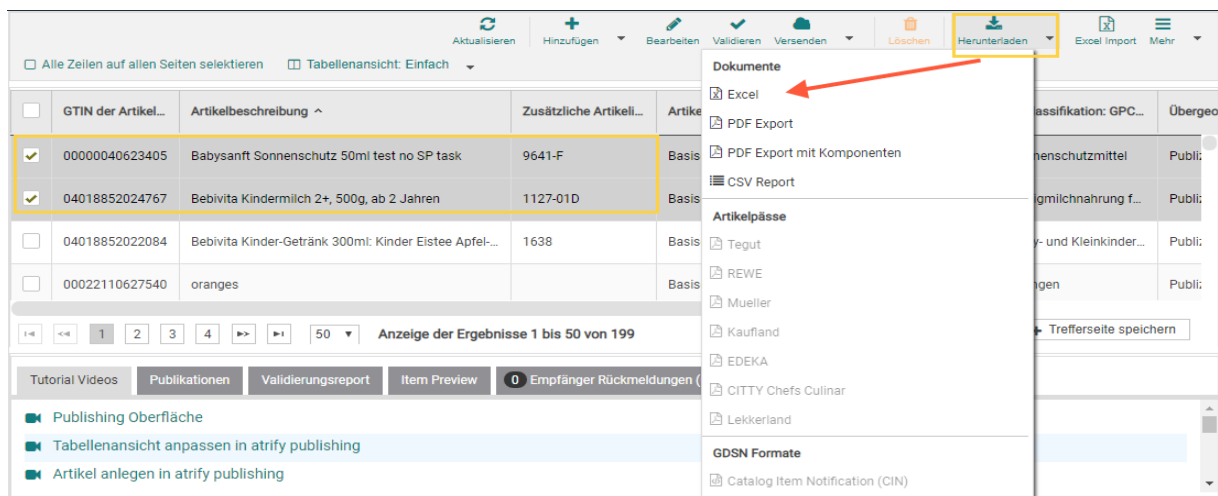 Aktualisieren Hinzufügen Bearbeiten Validieren Versenden Löschen Herunterladen Excel Import Mehr
Alle Zeilen auf allen Seiten selektieren Tabellenansicht: Einfach
GTIN der Artikel... Artikelbeschreibung Zusätzliche Artikeli... Artike assifikation: GPC... Übergeo
00000040623405 Babysanft Sonnenschutz 50ml test no SP task 9641-F Basis nenschutzmittel Publiz
04018852024767 Bebivita Kindermilch 2+, 500g, ab 2 Jahren 1127-01D Basis igmilchnahrung f... Publiz
04018852022084 Bebivita Kinder-Getränk 300ml: Kinder Eistee Apfel-... 1638 Basis y- und Kleinkinder... Publiz
00022110627540 oranges Basis ngen Publiz
1 2 3 4 50 Anzeige der Ergebnisse 1 bis 50 von 199 Trefferseite speichern
Tutorial Videos Publikationen Validierungsreport Item Preview 0 Empfänger Rückmeldungen (
Publishing Oberfläche
Tabellenansicht anpassen in atrify publishing
Artikel anlegen in atrify publishing
Dokumente
Excel
PDF Export
PDF Export mit Komponenten
CSV Report
Artikelpässe
Tegut
REWE
Mueller
Kaufland
EDEKA
CITTY Chefs Culinar
Lekkerland
GDSN Formate
Catalog Item Notification (CIN)